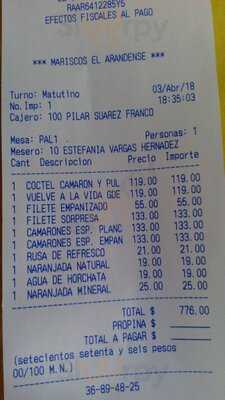 RAAR6412285Y5
EFECTOS FISCALES AL PAGO
*** MARISCOS EL ARANDENSE ***
Turno: Matutino 03/Abr/18
No.Imp: 1 18:35:03
Cajero: 100 PILAR SUAREZ FRANCO
Mesa: PAL1 Personas: 1
Mesero: 10 ESTEFANIA VARGAS HERNADEZ
Cant Descripcion Precio Importe
1 COCTEL CAMARON Y PUL 119.00 119.00
1 VUELVE A LA VIDA GDE 119.00 119.00
1 FILETE EMPANIZADO 55.00 55.00
1 FILETE SORPRESA 133.00 133.00
1 CAMARONES ESP. PLANC 133.00 133.00
1 CAMARONES ESP. EMPAN 133.00 133.00
1 RUSA DE REFRESCO 21.00 21.00
1 NARANJADA NATURAL 19.00 19.00
1 AGUA DE HORCHATA 19.00 19.00
1 NARANJADA MINERAL 25.00 25.00
TOTAL $ 776.00
PROPINA $
TOTAL A PAGAR $
(setecientos setenta y seis pesos
00/100 M.N.)
36-89-48-25